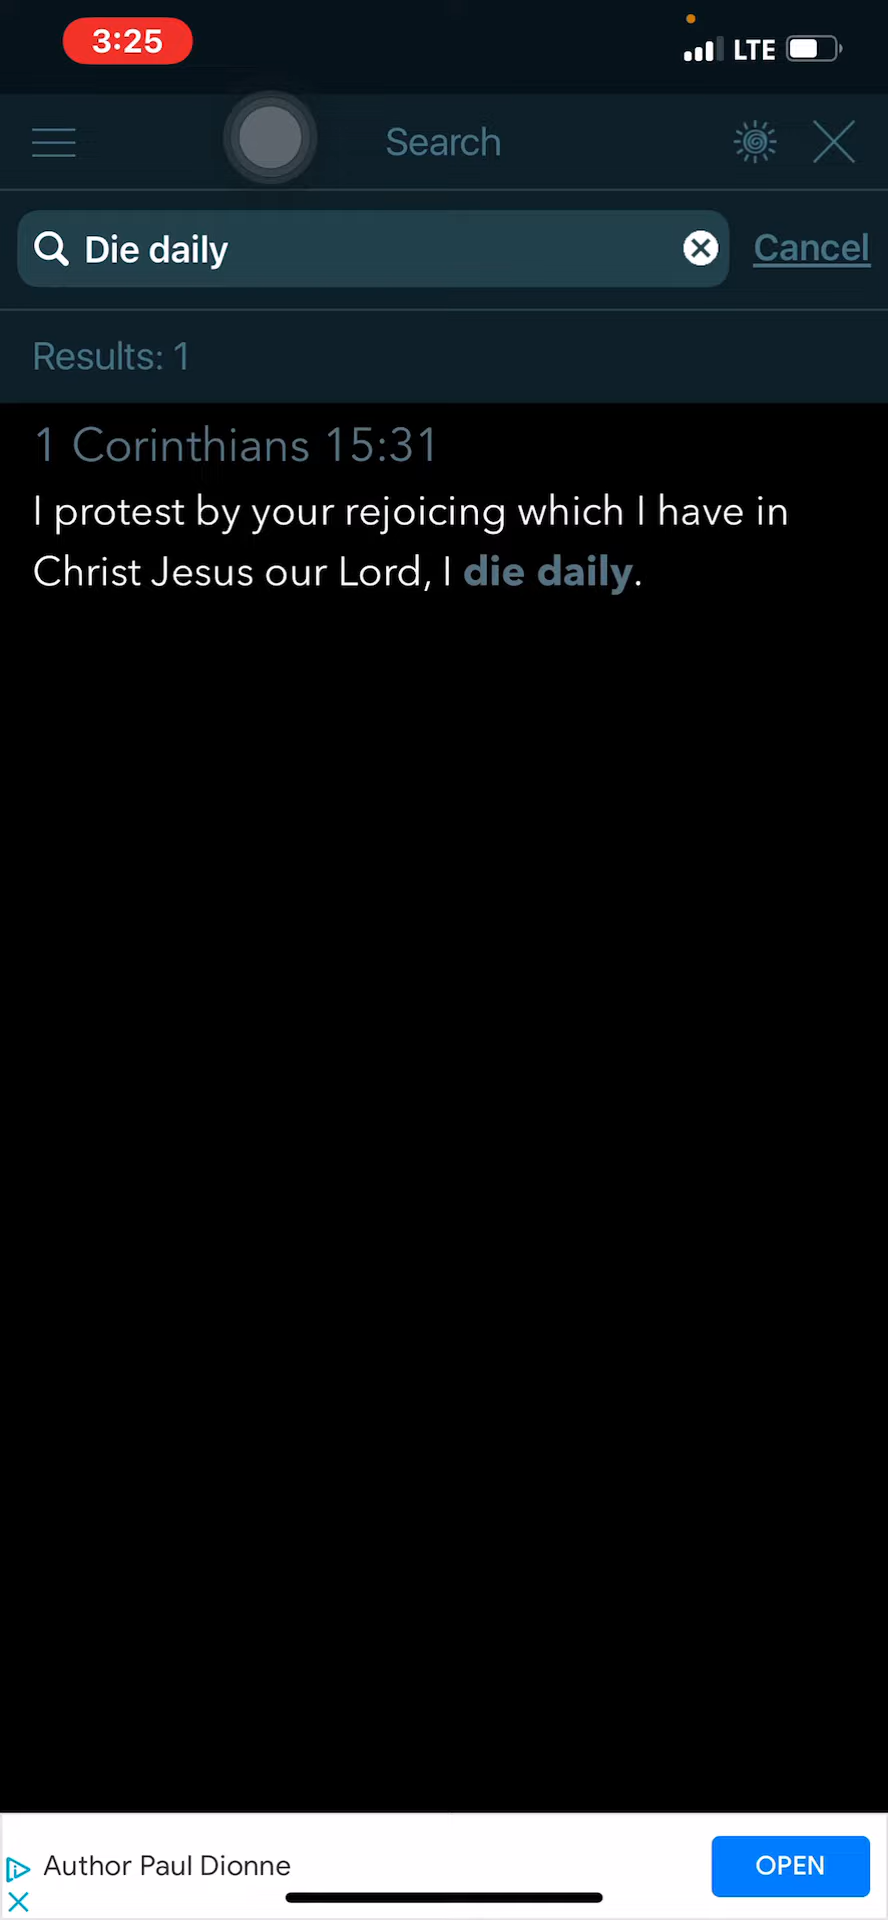 3:25
LTE
Search
Die daily
Cancel
Results: 1
1 Corinthians 15:31
I protest by your rejoicing which I have in
Christ Jesus our Lord, I die daily.
Author Paul Dionne
OPEN